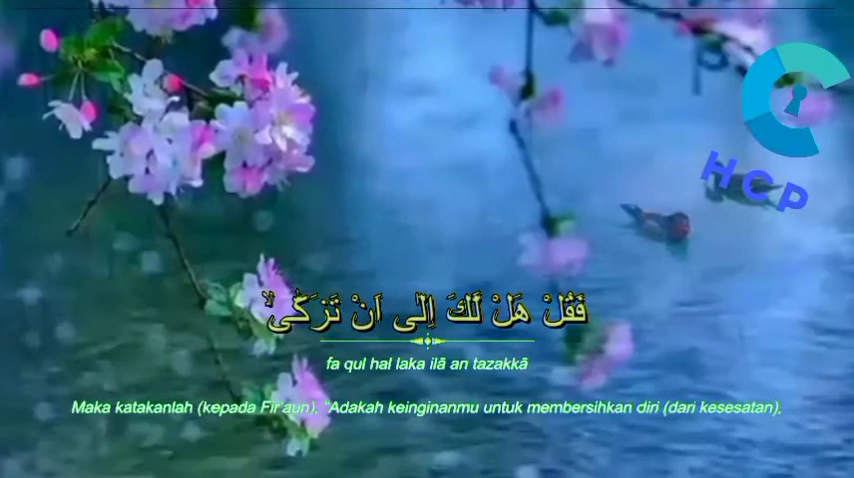 HCP
فَقُلْ هَلْ لَّكَ اِلٰٓى اَنْ تَزَكّٰىۙ
fa qul hal laka ilā an tazakkā
Maka katakanlah (kepada Fir'aun), "Adakah keinginanmu untuk membersihkan diri (dari kesesatan),